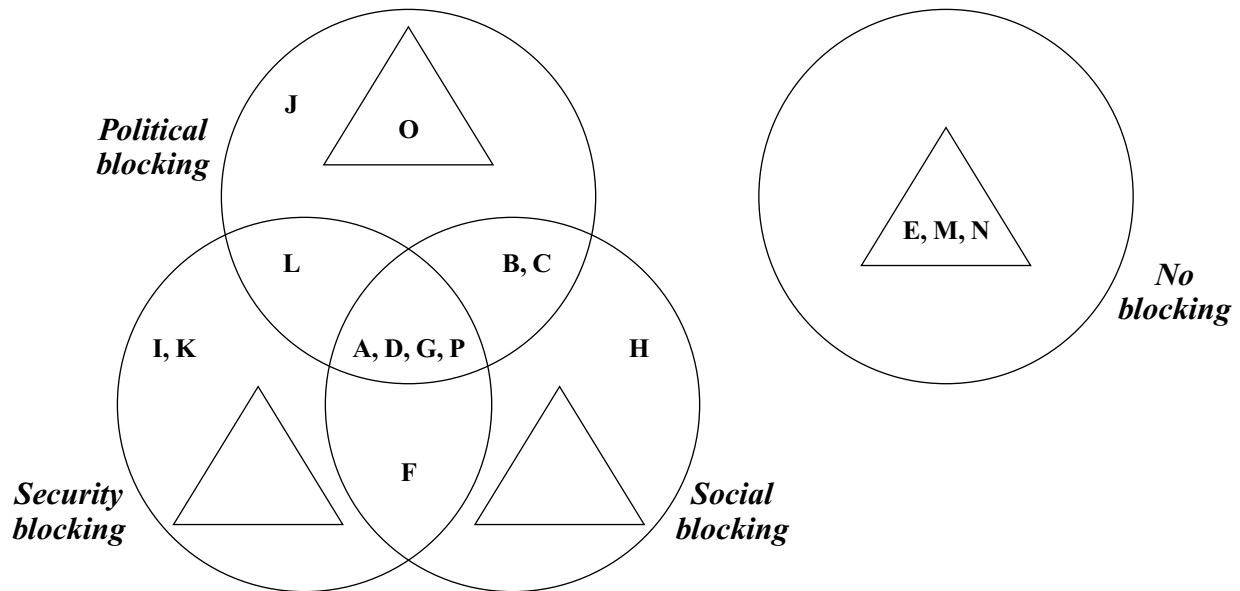 J
O
Political
blocking
E, M, N
No
blocking
L
B, C
I, K
A, D, G, P
H
F
Security
blocking
Social
blocking